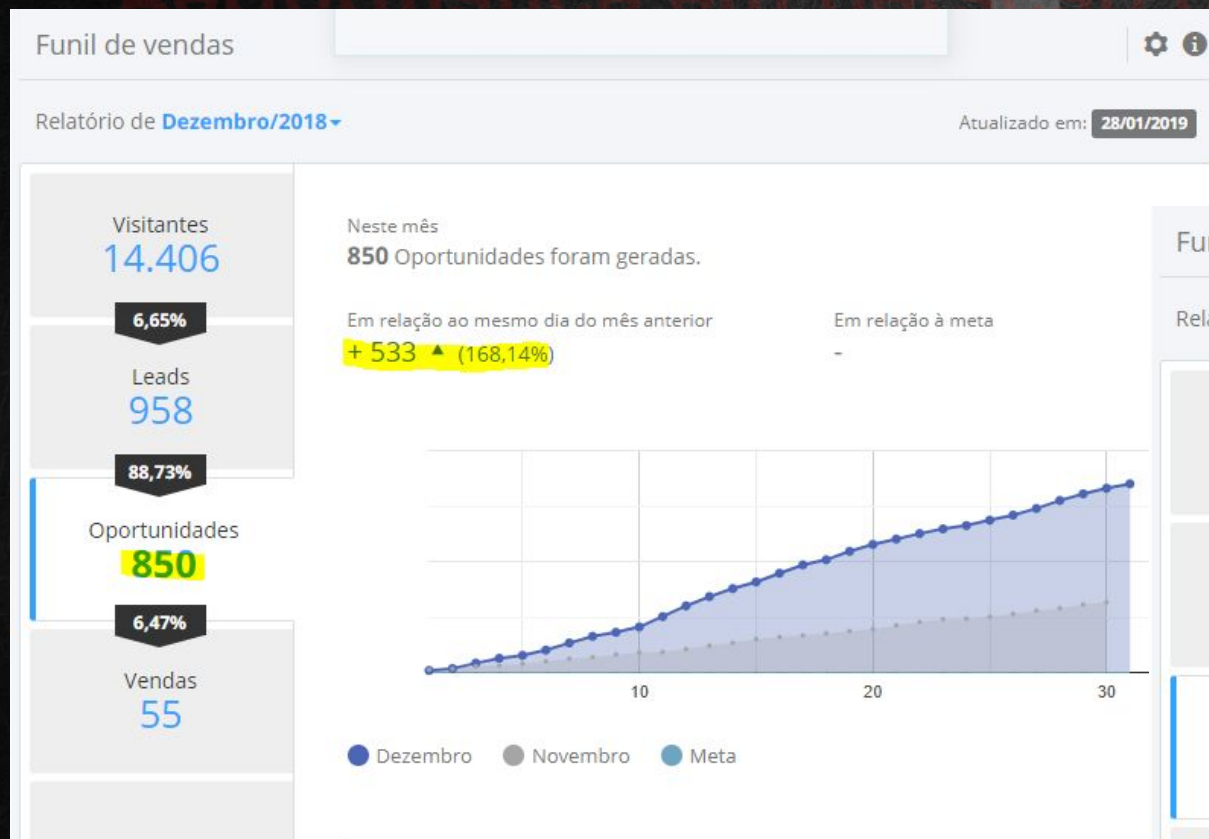 Funil de vendas
Relatório de Dezembro/2018
Atualizado em: 28/01/2019
Visitantes
14.406
6,65%
Leads
958
88,73%
Oportunidades
850
6,47%
Vendas
55
Neste mês
850 Oportunidades foram geradas.
Em relação ao mesmo dia do mês anterior
+ 533 ▲ (168,14%)
Em relação à meta
-
10
20
30
Dezembro
Novembro
Meta